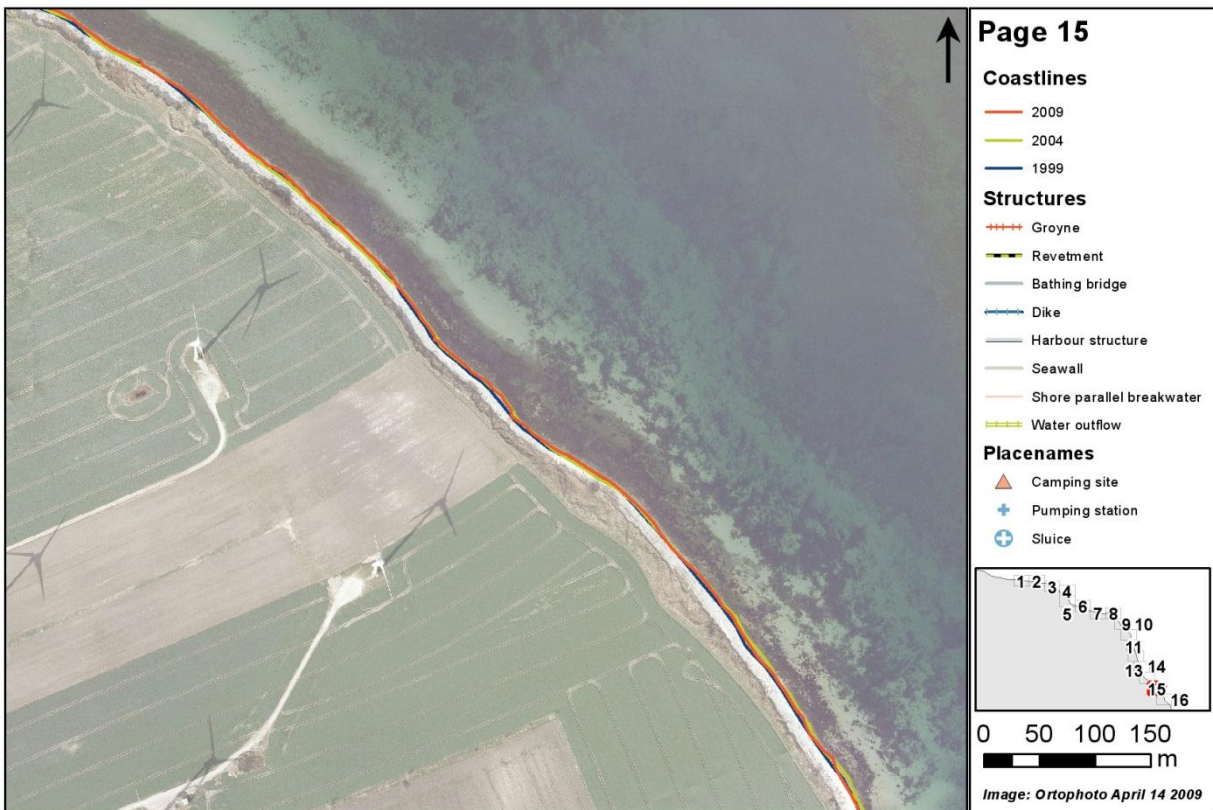 Page 15
Coastlines
2009
2004
1999
Structures
Groyne
Revetment
Bathing bridge
Dike
Harbour structure
Seawall
Shore parallel breakwater
Water outflow
Placenames
Camping site
Pumping station
Sluice
1 2 3 4
5 6 7 8
9 10
11
13 14
15 16
0 50 100 150
m
Image: Ortophoto April 14 2009